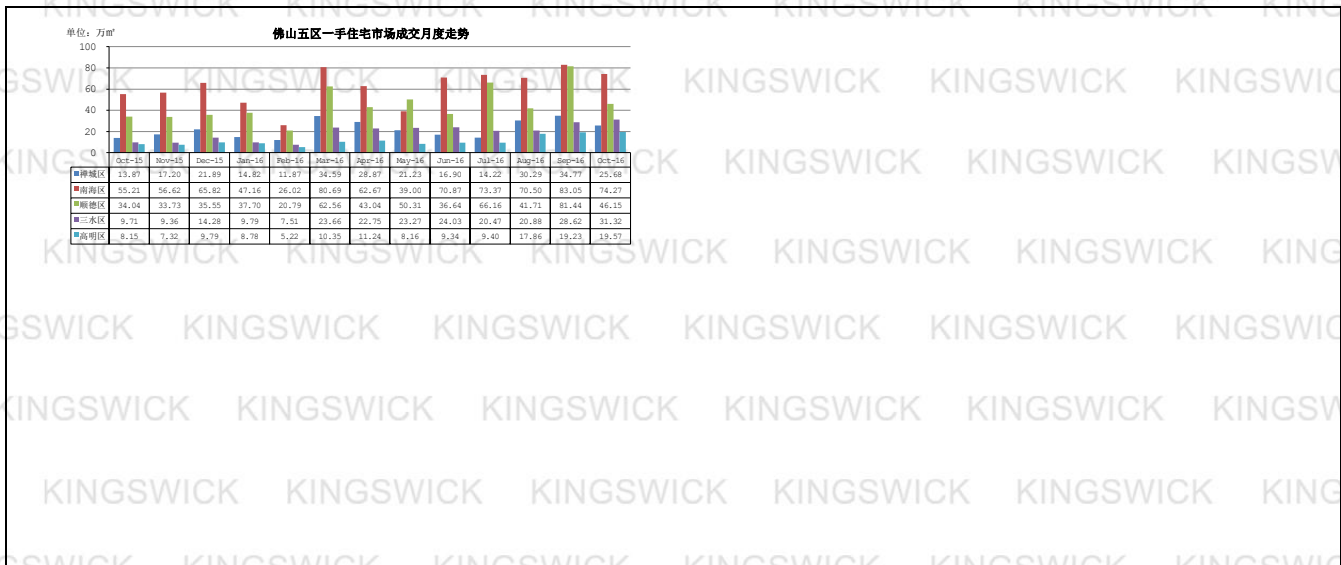 单位：万㎡
佛山五区一手住宅市场成交月度走势
100
80
60
40
20
0
Oct-15 Nov-15 Dec-15 Jan-16 Feb-16 Mar-16 Apr-16 May-16 Jun-16 Jul-16 Aug-16 Sep-16 Oct-16
禅城区 13.87 17.20 21.89 14.82 11.87 34.59 28.87 21.23 16.90 14.22 30.29 34.77 25.68
南海区 55.21 56.62 65.82 47.16 26.02 80.69 62.67 39.00 70.87 73.37 70.50 83.05 74.27
顺德区 34.04 33.73 35.55 37.70 20.79 62.56 43.04 50.31 36.64 66.16 41.71 81.44 46.15
三水区 9.71 9.36 14.28 9.79 7.51 23.66 22.75 23.27 24.03 20.47 20.88 28.62 31.32
高明区 8.15 7.32 9.79 8.78 5.22 10.35 11.24 8.16 9.34 9.40 17.86 19.23 19.57
KINGSWICK